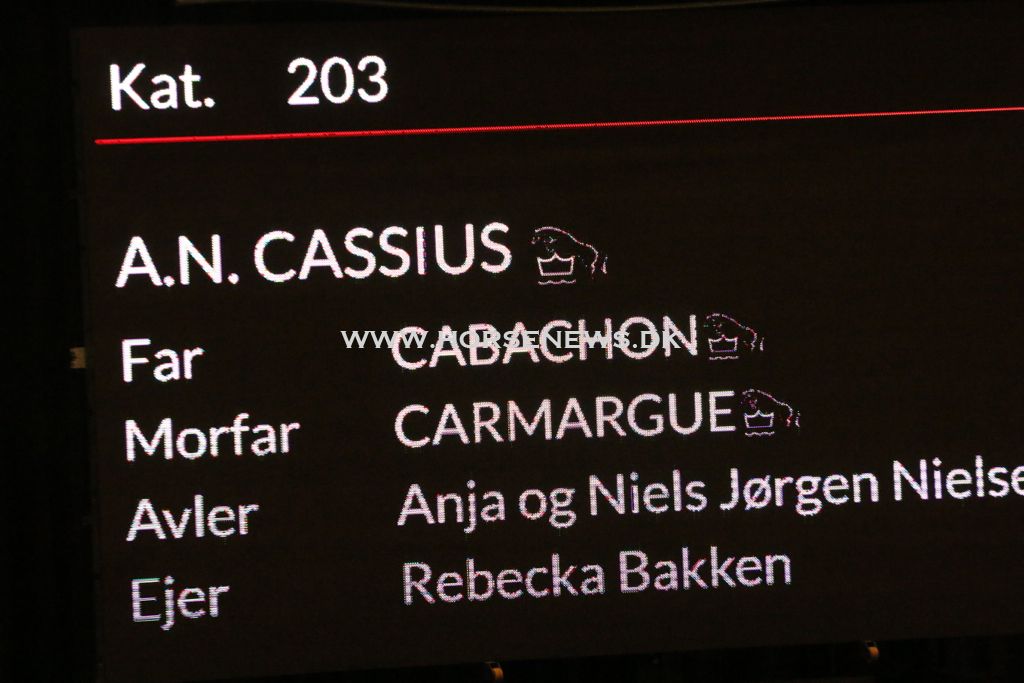 Kat. 203
A.N. CASSIUS
Far CABACHON
WWW.HORSENEWS.DK
Morfar CARMARGUE
Avler Anja og Niels Jørgen Nielse
Ejer Rebecka Bakken